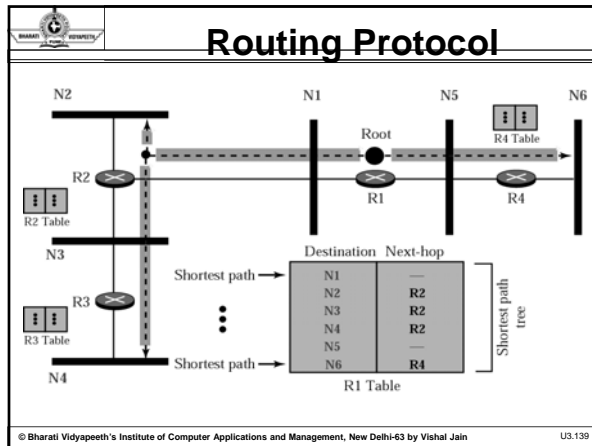 BHARATI VIDYAPEETH
Routing Protocol
N2
N1
N5
N6
Root
R4 Table
R2
R1
R4
R2 Table
N3
R3
R3 Table
N4
Destination Next-hop
Shortest path
N1 —
N2 R2
N3 R2
N4 R2
N5 —
Shortest path
N6 R4
Shortest path tree
R1 Table
© Bharati Vidyapeeth's Institute of Computer Applications and Management, New Delhi-63 by Vishal Jain
U3.139